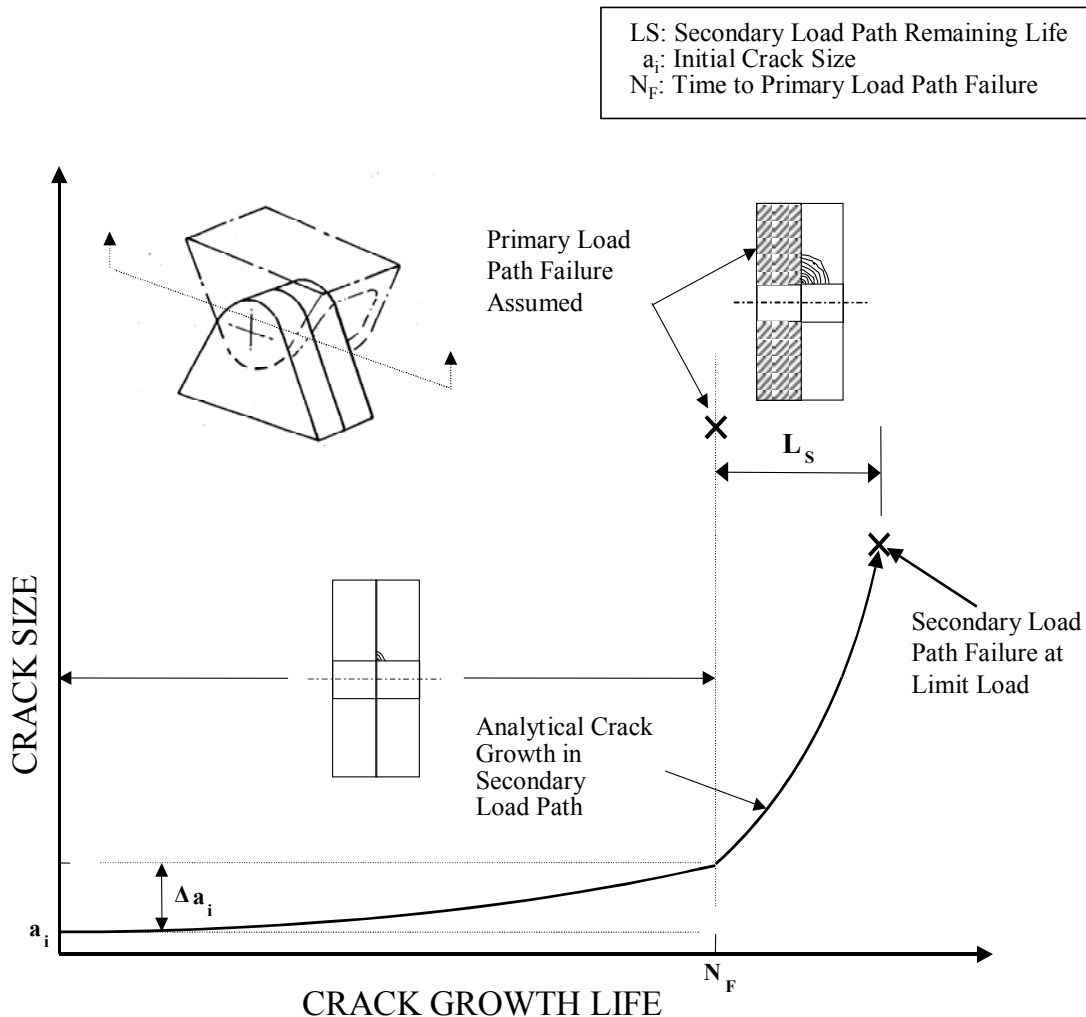 LS: Secondary Load Path Remaining Life
aᵢ: Initial Crack Size
N_F: Time to Primary Load Path Failure
Primary Load
Path Failure
Assumed
L_S
Secondary Load
Path Failure at
Limit Load
Analytical Crack
Growth in
Secondary
Load Path
CRACK SIZE
Δ a_i
a_i
N_F
CRACK GROWTH LIFE